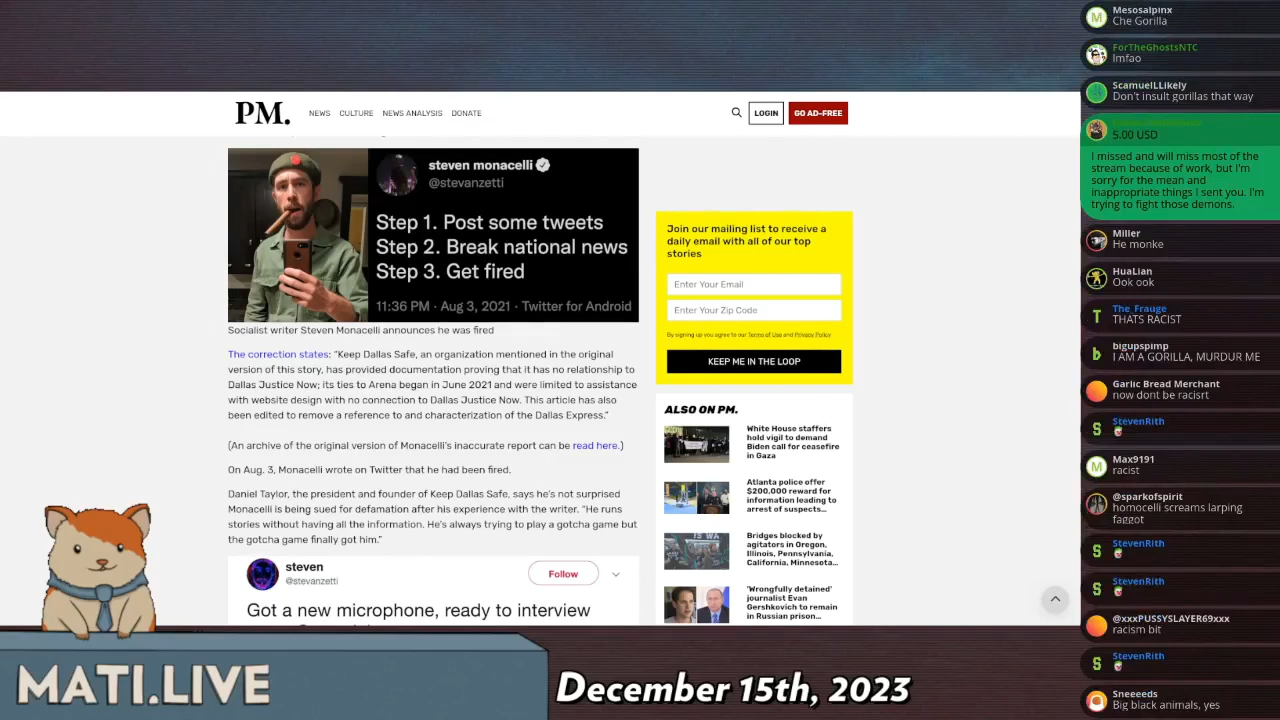 PM.
NEWS CULTURE NEWS ANALYSIS DONATE
LOGIN
GO AD-FREE
steven monacelli
@stevanzetti
Step 1. Post some tweets
Step 2. Break national news
Step 3. Get fired
11:36 PM · Aug 3, 2021 · Twitter for Android
Socialist writer Steven Monacelli announces he was fired
The correction states: “Keep Dallas Safe, an organization mentioned in the original
version of this story, has provided documentation proving that it has no relationship to
Dallas Justice Now; its ties to Arena began in June 2021 and were limited to assistance
with website design with no connection to Dallas Justice Now. This article has also
been edited to remove a reference to and characterization of the Dallas Express.”
(An archive of the original version of Monacelli's inaccurate report can be read here.)
On Aug. 3, Monacelli wrote on Twitter that he had been fired.
Daniel Taylor, the president and founder of Keep Dallas Safe, says he’s not surprised
Monacelli is being sued for defamation after his experience with the writer. “He runs
stories without having all the information. He’s always trying to play a gotcha game but
the gotcha game finally got him.”
steven
@stevanzetti
Follow
Got a new microphone, ready to interview
Join our mailing list to receive a
daily email with all of our top
stories
Enter Your Email
Enter Your Zip Code
By signing up you agree to our Terms of Use and Privacy Policy
KEEP ME IN THE LOOP
ALSO ON PM.
White House staffers
hold vigil to demand
Biden call for ceasefire
in Gaza
Atlanta police offer
$200,000 reward for
information leading to
arrest of suspects...
Bridges blocked by
agitators in Oregon,
Illinois, Pennsylvania,
California, Minnesota...
'Wrongfully detained'
journalist Evan
Gershkovich to remain
in Russian prison...
Mesosalpinx
Che Gorilla
ForTheGhostsNTC
lmfao
ScamuelLLikely
Don't insult gorillas that way
5.00 USD
I missed and will miss most of the
stream because of work, but I'm
sorry for the mean and
inappropriate things I sent you. I'm
trying to fight those demons.
Miller
He monke
HuaLian
Ook ook
The_Frauge
THATS RACIST
bigupspimp
I AM A GORILLA, MURDUR ME
Garlic Bread Merchant
now dont be racisrt
StevenRith
Max9191
racist
@sparkofspirit
homocelli screams larping
faggot
StevenRith
StevenRith
@xxxPUSSYSLAYER69xxx
racism bit
StevenRith
Sneeeeds
Big black animals, yes
MATI.LIVE
December 15th, 2023